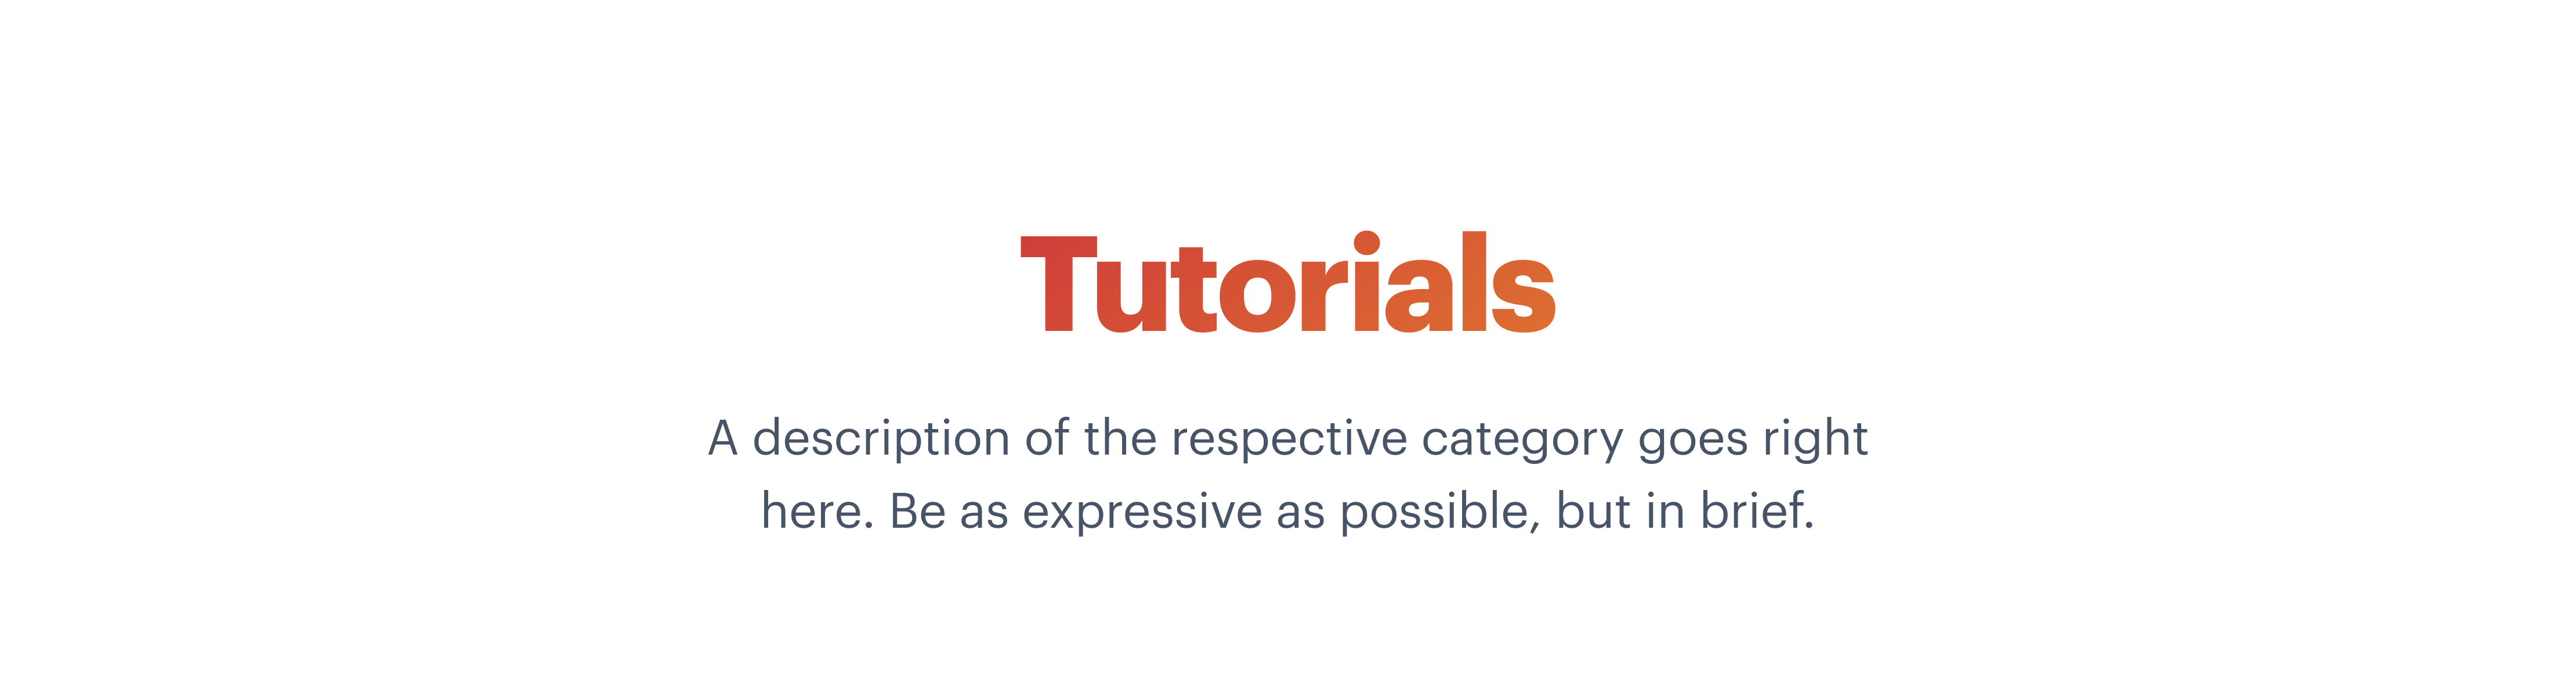 Tutorials
A description of the respective category goes right
here. Be as expressive as possible, but in brief.